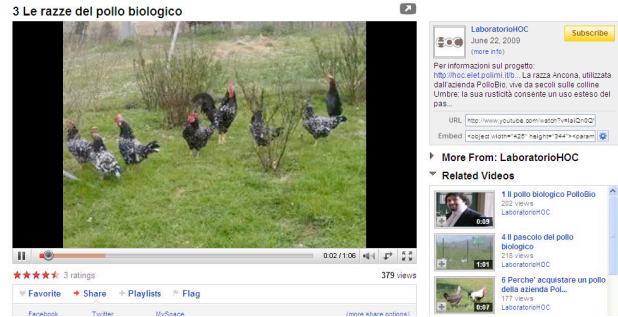 3 Le razze del pollo biologico
LaboratorioHOC
June 22, 2009
(more info)
Subscribe
Per informazioni sul progetto:
http://hoc.elet.polimi.it/b... La razza Ancona, utilizzata
dall'azienda PolloBio, vive da secoli sulle colline
Umbre: la sua rusticità consente un uso esteso del
pas...
URL http://www.youtube.com/watch?v=
Embed <object width="425" height="344"><param
More From: LaboratorioHOC
Related Videos
1 Il pollo biologico PolloBio
202 views
LaboratorioHOC
0:09
4 Il pascolo del pollo
biologico
218 views
LaboratorioHOC
1:01
6 Perche' acquistare un pollo
della azienda Pol...
177 views
LaboratorioHOC
0:07
0:02 / 1:06
3 ratings
379 views
Favorite Share Playlists Flag
Facebook Twitter MySpace (more share options)